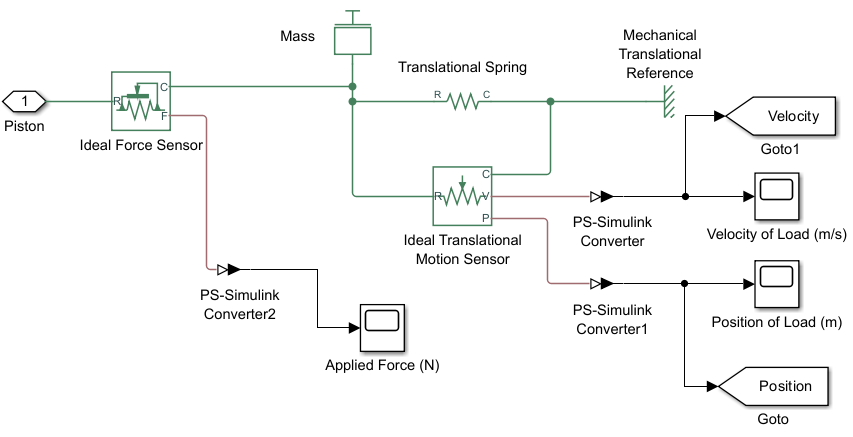 Mass
Mechanical
Translational
Reference
Translational Spring
R
C
1
Piston
R
C
F
Ideal Force Sensor
Velocity
Goto1
R
C
V
P
Ideal Translational
Motion Sensor
PS-Simulink
Converter
Velocity of Load (m/s)
PS-Simulink
Converter2
PS-Simulink
Converter1
Position of Load (m)
Applied Force (N)
Position
Goto